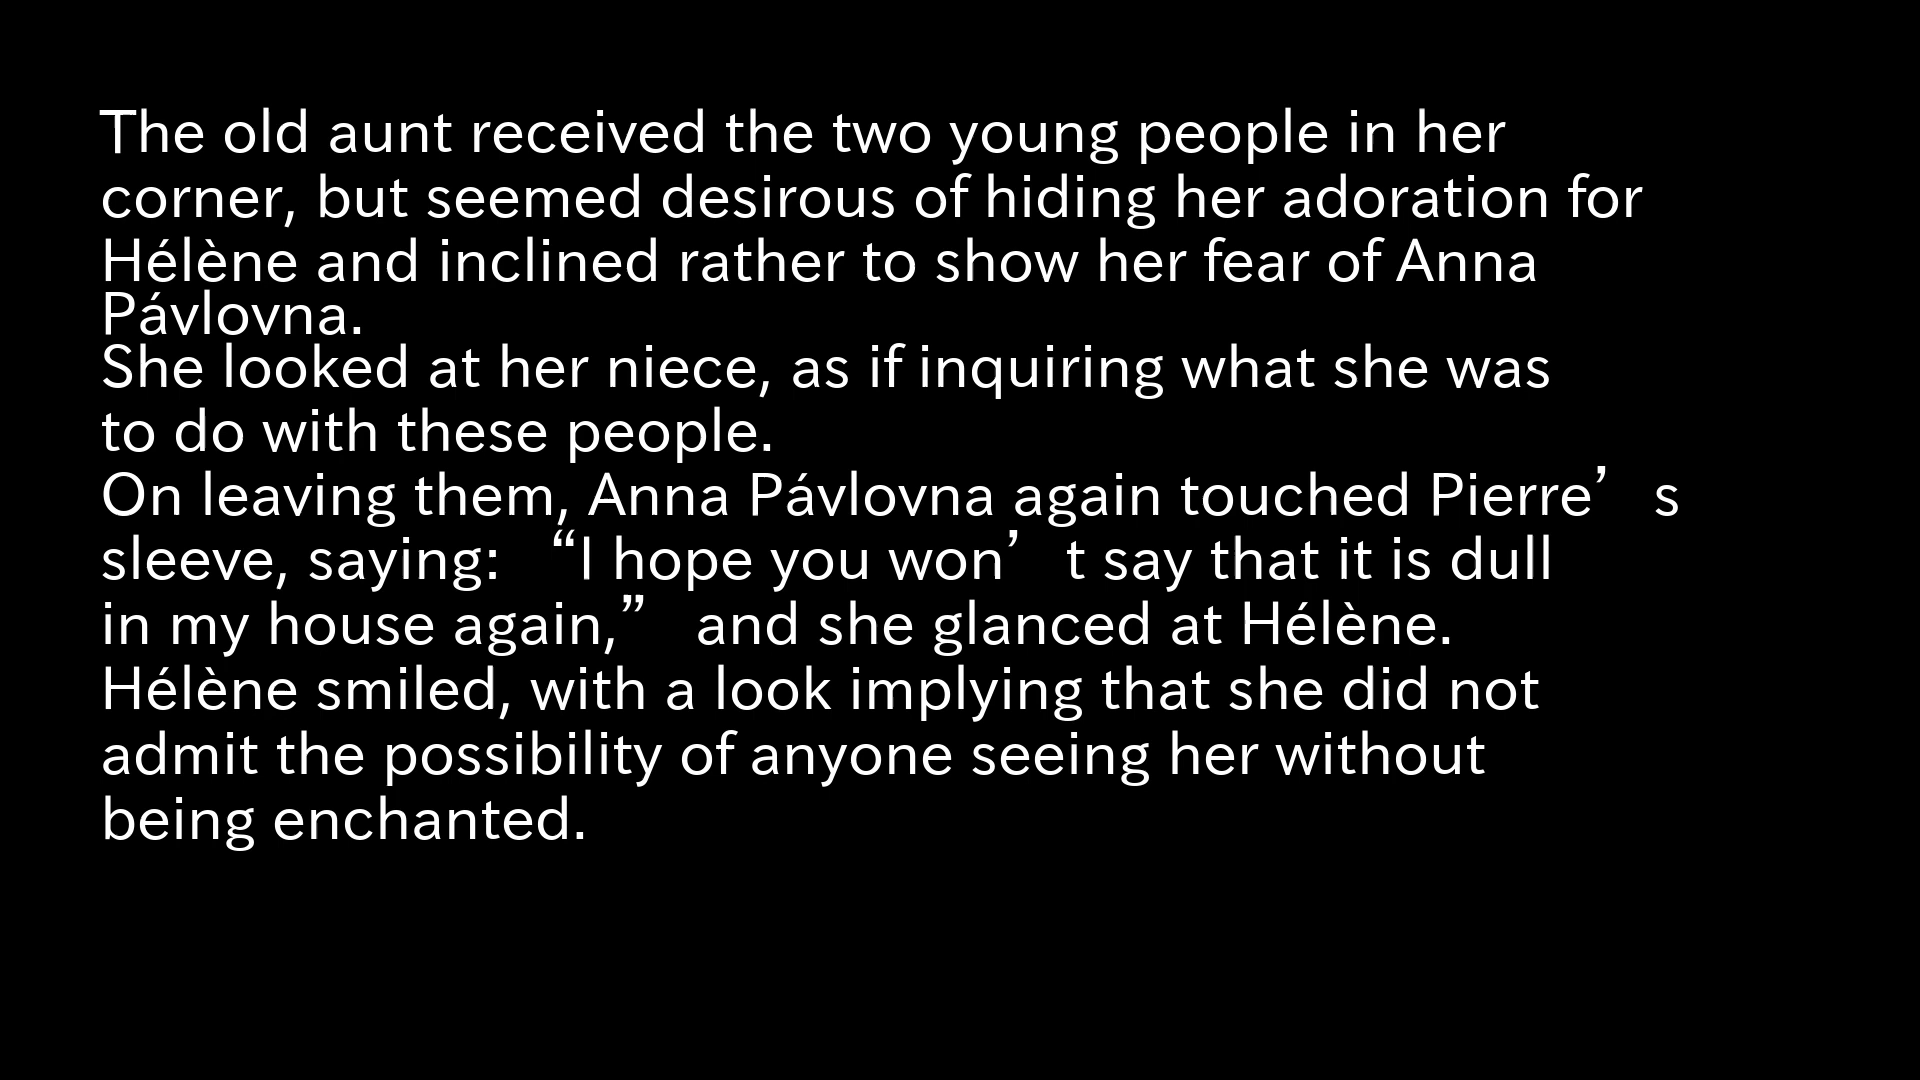 The old aunt received the two young people in her
corner, but seemed desirous of hiding her adoration for
Hélène and inclined rather to show her fear of Anna
Pávlovna.
She looked at her niece, as if inquiring what she was
to do with these people.
On leaving them, Anna Pávlovna again touched Pierre’s
sleeve, saying: “I hope you won’t say that it is dull
in my house again,” and she glanced at Hélène.
Hélène smiled, with a look implying that she did not
admit the possibility of anyone seeing her without
being enchanted.